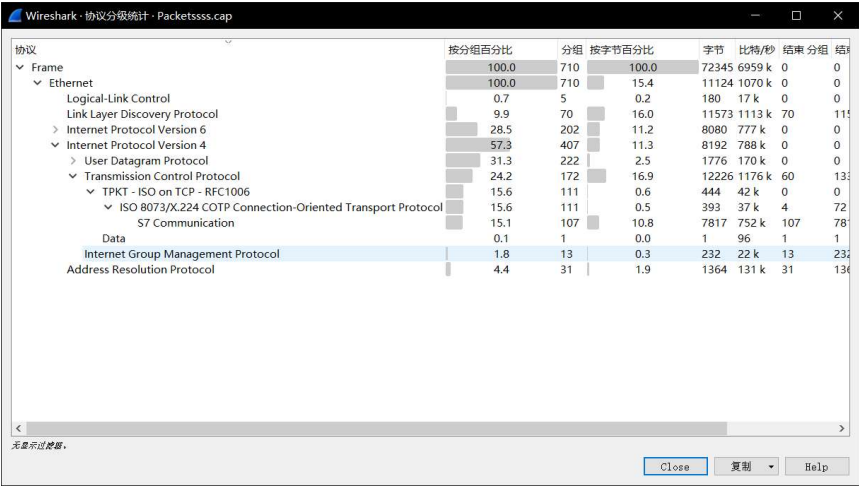 Wireshark · 协议分级统计 · Packetssss.cap
协议 按分组百分比 分组 按字节百分比 字节 比特/秒 结束 分组
Frame 100.0 710 100.0 72345 6959 k 0 0
Ethernet 100.0 710 15.4 11124 1070 k 0 0
Logical-Link Control 0.7 5 0.2 180 17 k 0 0
Link Layer Discovery Protocol 9.9 70 16.0 11573 1113 k 70
Internet Protocol Version 6 28.5 202 11.2 8080 777 k 0 0
Internet Protocol Version 4 57.3 407 11.3 8192 788 k 0 0
User Datagram Protocol 31.3 222 2.5 1776 170 k 0 0
Transmission Control Protocol 24.2 172 16.9 12226 1176 k 60
TPKT - ISO on TCP - RFC1006 15.6 111 0.6 444 42 k 0 0
ISO 8073/X.224 COTP Connection-Oriented Transport Protocol 15.6 111 0.5 393 37 k 4 72
S7 Communication 15.1 107 10.8 7817 752 k 107
Data 0.1 1 0.0 1 96 1 1
Internet Group Management Protocol 1.8 13 0.3 232 22 k 13 232
Address Resolution Protocol 4.4 31 1.9 1364 131 k 31
无显示过滤器。
Close 复制 Help